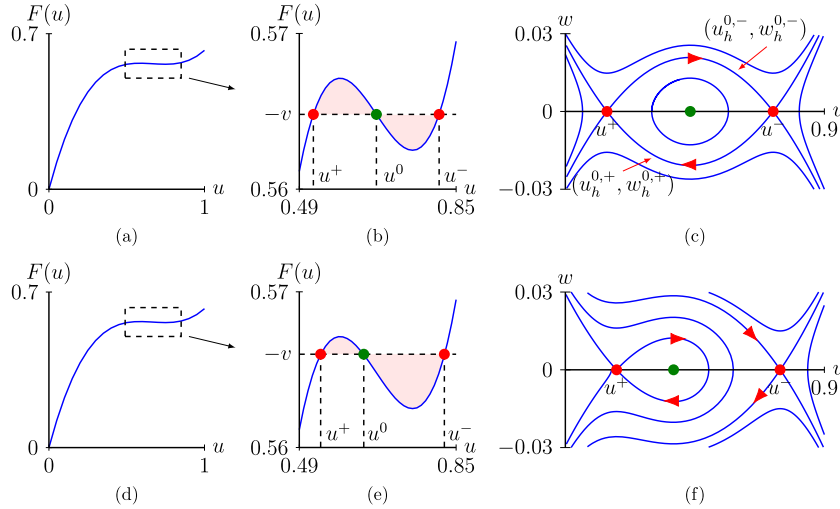 F(u)
0.7
0
0
1
u
(a)
F(u)
0.57
−v
0.56
0.49
0.85
u
u⁺
u⁰
u⁻
(b)
w
0.03
0
−0.03
u
0.9
u⁺
u⁻
(u_h^{0,−}, w_h^{0,−})
(u_h^{0,+}, w_h^{0,+})
(c)
F(u)
0.7
0
0
1
u
(d)
F(u)
0.57
−v
0.56
0.49
0.85
u
u⁺
u⁰
u⁻
(e)
w
0.03
0
−0.03
u
0.9
u⁺
u⁻
(f)